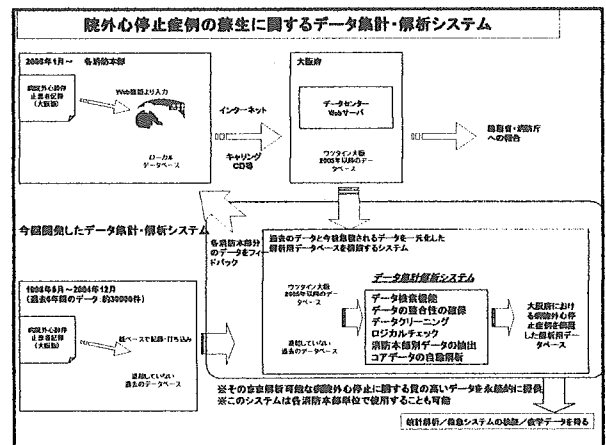 院外心停止症例の蘇生に関するデータ集計・解析システム
2005年1月~ 各消防本部
病院外心肺停
止患者記録
(大阪版)
Web画面より入力
ローカル
データベース
インターネット
キャリング
CD等
大阪府
データセンター
Webサーバ
ウツタイン大阪
2005年以降のデー
タベース
総務省・消防庁
への報告
今回開発したデータ集計・解析システム
各消防本部分
のデータをフィー
ドバック
過去のデータと今後集積されるデータを一元化した
解析用データベースを構築するシステム
1998年5月~2004年12月
(過去6年間のデータ:約30000件)
病院外心肺停
止患者記録
(大阪版)
紙ベースで記録・打ち込み
連結していない
過去のデータベース
ウツタイン大阪
2005年以降のデー
タベース
連結していない
過去のデータベース
データ集計解析システム
データ検索機能
データの整合性の確保
データクリーニング
ロジカルチェック
消防本部別データの抽出
コアデータの自動解析
大阪府におけ
る病院外心停
止症例を網羅
した解析用デー
タベース
※そのまま解析可能な病院外心停止に関する質の高いデータを永続的に提供
※このシステムは各消防本部単位で使用することも可能
統計解析/救急システムの検証/疫学データを得る